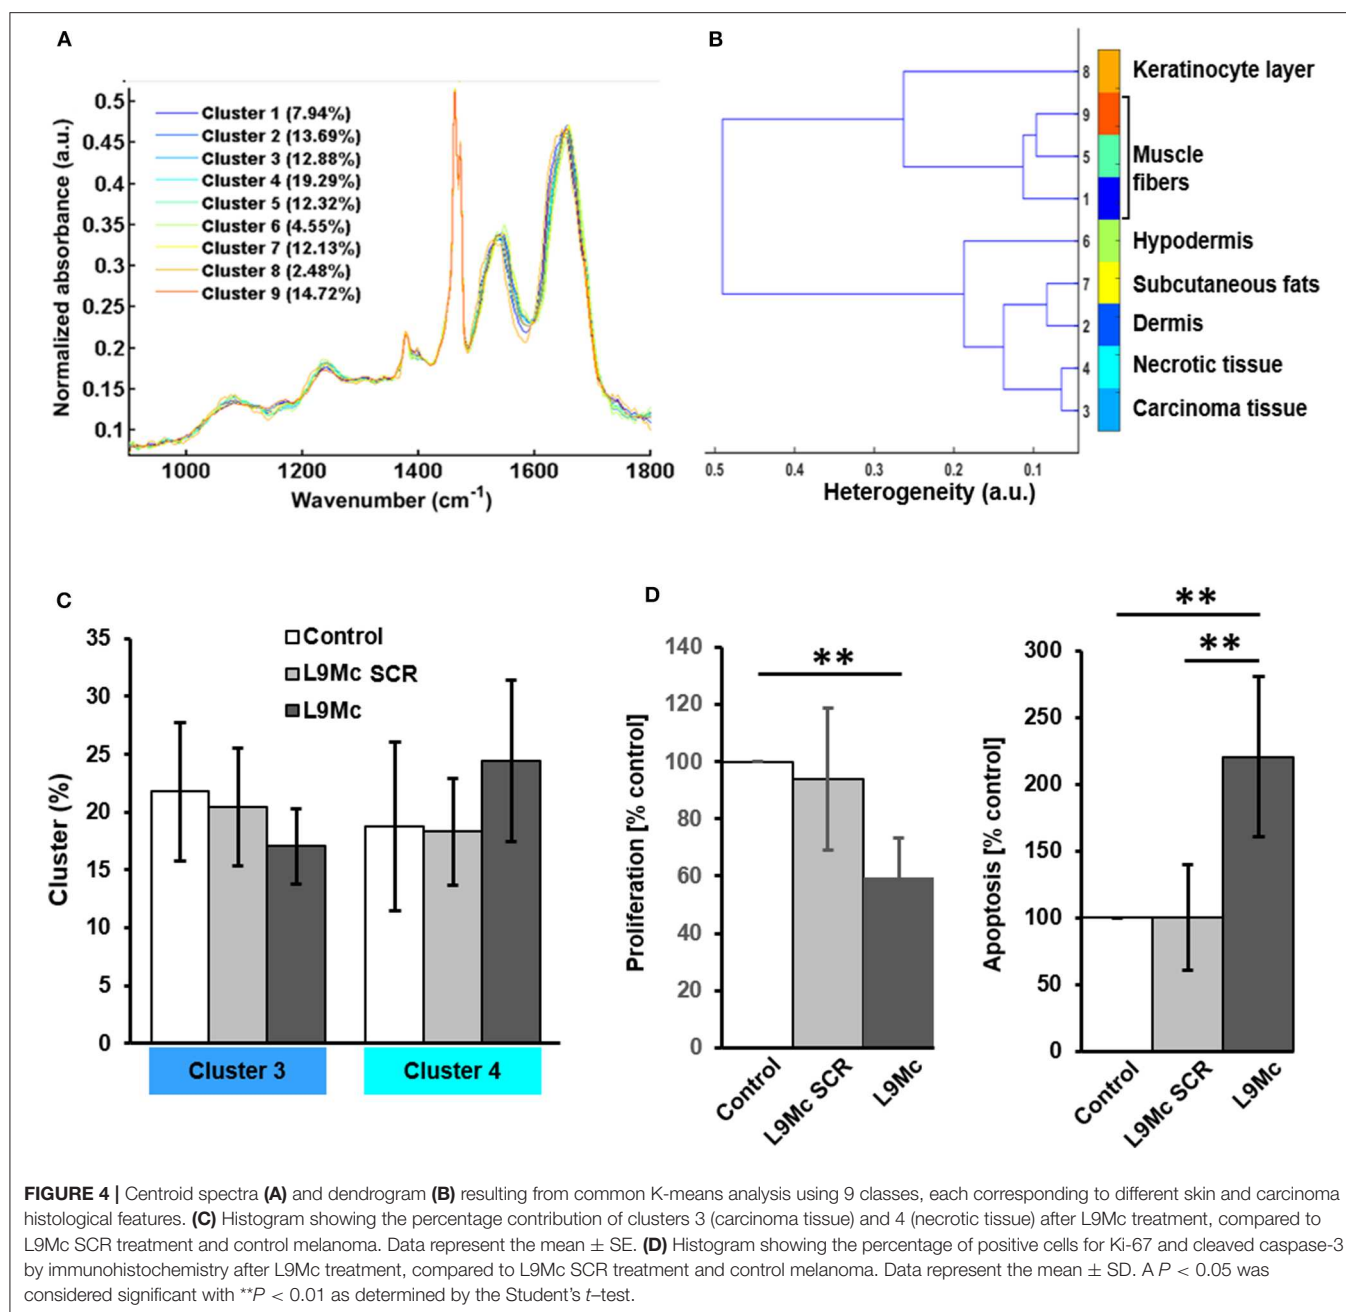 A
Normalized absorbance (a.u.)
0.5
0.45
0.4
0.35
0.3
0.25
0.2
0.15
0.1
Cluster 1 (7.94%)
Cluster 2 (13.69%)
Cluster 3 (12.88%)
Cluster 4 (19.29%)
Cluster 5 (12.32%)
Cluster 6 (4.55%)
Cluster 7 (12.13%)
Cluster 8 (2.48%)
Cluster 9 (14.72%)
1000 1200 1400 1600 1800
Wavenumber (cm-1)
B
8 Keratinocyte layer
9
5 Muscle
fibers
1
6 Hypodermis
7 Subcutaneous fats
2 Dermis
4 Necrotic tissue
3 Carcinoma tissue
0.5 0.4 0.3 0.2 0.1
Heterogeneity (a.u.)
C
Cluster (%)
35
30
25
20
15
10
5
0
Control
L9Mc SCR
L9Mc
Cluster 3 Cluster 4
D
Proliferation [% control]
140
120
100
80
60
40
20
0
**
Control L9Mc SCR L9Mc
Apoptosis [% control]
300
250
200
150
100
50
0
**
**
Control L9Mc SCR L9Mc
FIGURE 4 | Centroid spectra (A) and dendrogram (B) resulting from common K-means analysis using 9 classes, each corresponding to different skin and carcinoma
histological features. (C) Histogram showing the percentage contribution of clusters 3 (carcinoma tissue) and 4 (necrotic tissue) after L9Mc treatment, compared to
L9Mc SCR treatment and control melanoma. Data represent the mean ± SE. (D) Histogram showing the percentage of positive cells for Ki-67 and cleaved caspase-3
by immunohistochemistry after L9Mc treatment, compared to L9Mc SCR treatment and control melanoma. Data represent the mean ± SD. A P < 0.05 was
considered significant with **P < 0.01 as determined by the Student's t–test.